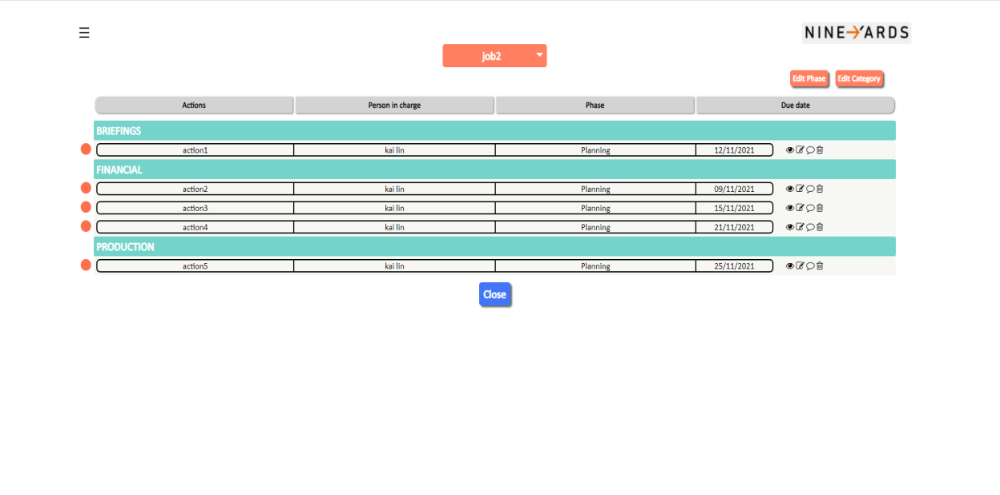 NINE YARDS
job2
Edit Phase Edit Category
Actions Person in charge Phase Due date
BRIEFINGS
action1 kai lin Planning 12/11/2021
FINANCIAL
action2 kai lin Planning 09/11/2021
action3 kai lin Planning 15/11/2021
action4 kai lin Planning 21/11/2021
PRODUCTION
action5 kai lin Planning 25/11/2021
Close